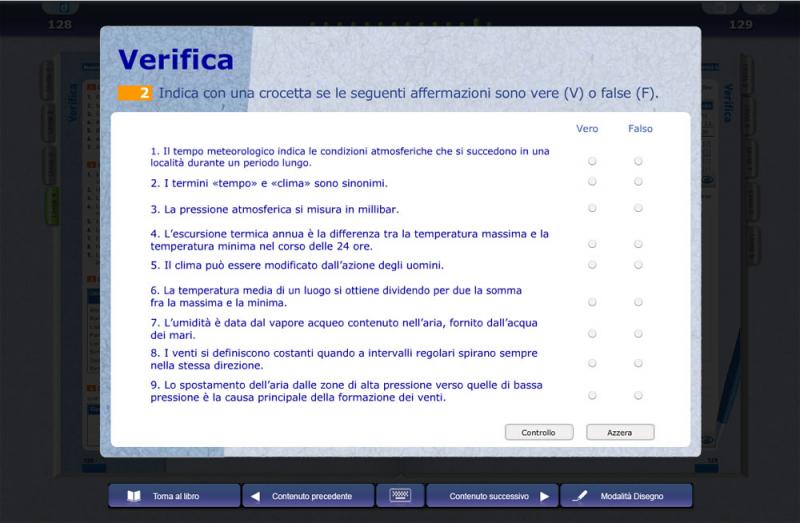 128
129
Verifica
2 Indica con una crocetta se le seguenti affermazioni sono vere (V) o false (F).
Vero Falso
1. Il tempo meteorologico indica le condizioni atmosferiche che si succedono in una
località durante un periodo lungo.
2. I termini «tempo» e «clima» sono sinonimi.
3. La pressione atmosferica si misura in millibar.
4. L'escursione termica annua è la differenza tra la temperatura massima e la
temperatura minima nel corso delle 24 ore.
5. Il clima può essere modificato dall'azione degli uomini.
6. La temperatura media di un luogo si ottiene dividendo per due la somma
fra la massima e la minima.
7. L'umidità è data dal vapore acqueo contenuto nell'aria, fornito dall'acqua
dei mari.
8. I venti si definiscono costanti quando a intervalli regolari spirano sempre
nella stessa direzione.
9. Lo spostamento dell'aria dalle zone di alta pressione verso quelle di bassa
pressione è la causa principale della formazione dei venti.
Controllo Azzera
Verifica
Verifica
Torna al libro Contenuto precedente Contenuto successivo Modalità Disegno